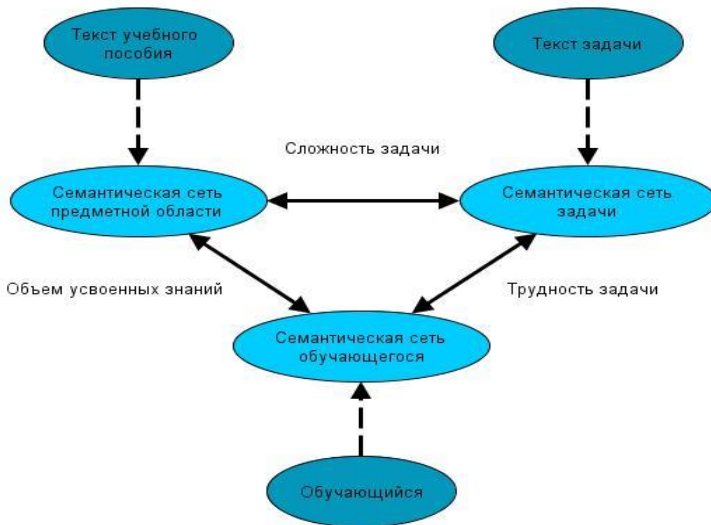 Текст учебного
пособия
Текст задачи
Сложность задачи
Семантическая сеть
предметной области
Семантическая сеть
задачи
Объем усвоенных знаний
Трудность задачи
Семантическая сеть
обучающегося
Обучающийся